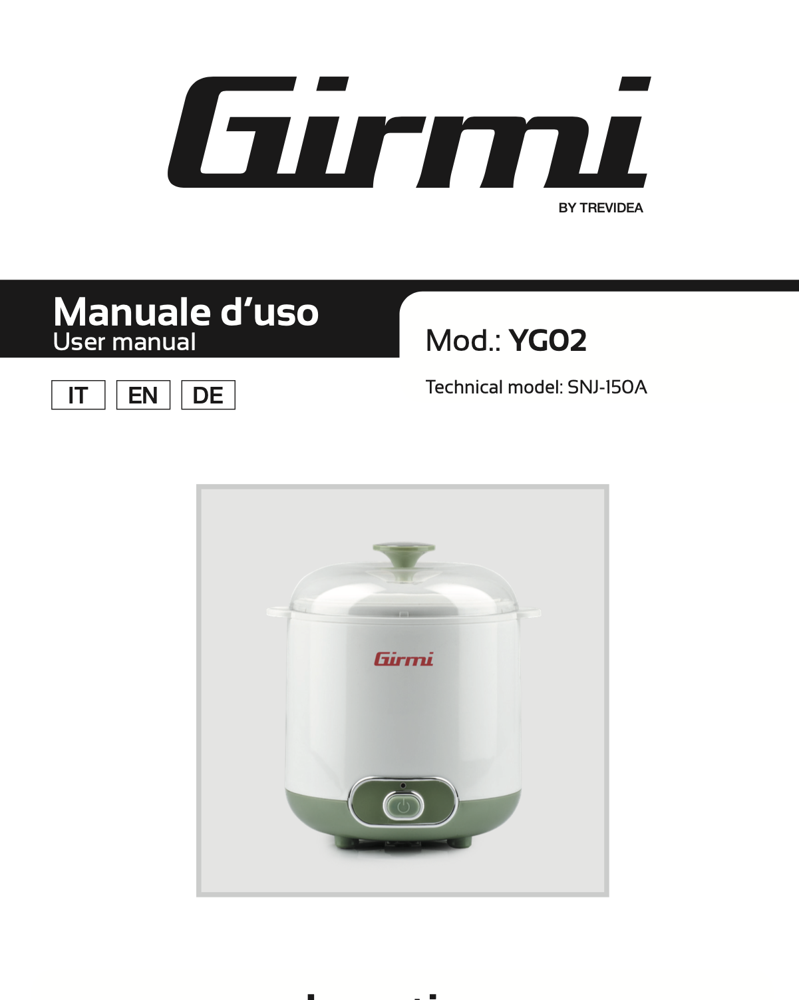 Girmi
BY TREVIDEA
Manuale d'uso
User manual
Mod.: YG02
Technical model: SNJ-150A
IT EN DE
Girmi